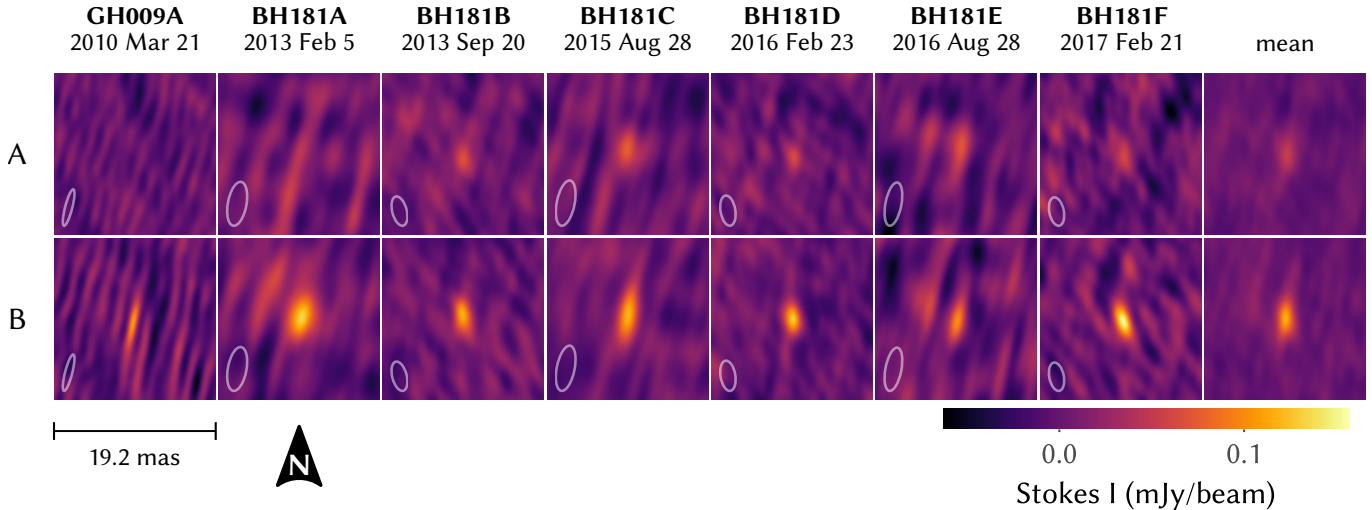 GH009A BH181A BH181B BH181C BH181D BH181E BH181F
2010 Mar 21 2013 Feb 5 2013 Sep 20 2015 Aug 28 2016 Feb 23 2016 Aug 28 2017 Feb 21 mean
A
B
19.2 mas
N
0.0 0.1
Stokes I (mJy/beam)